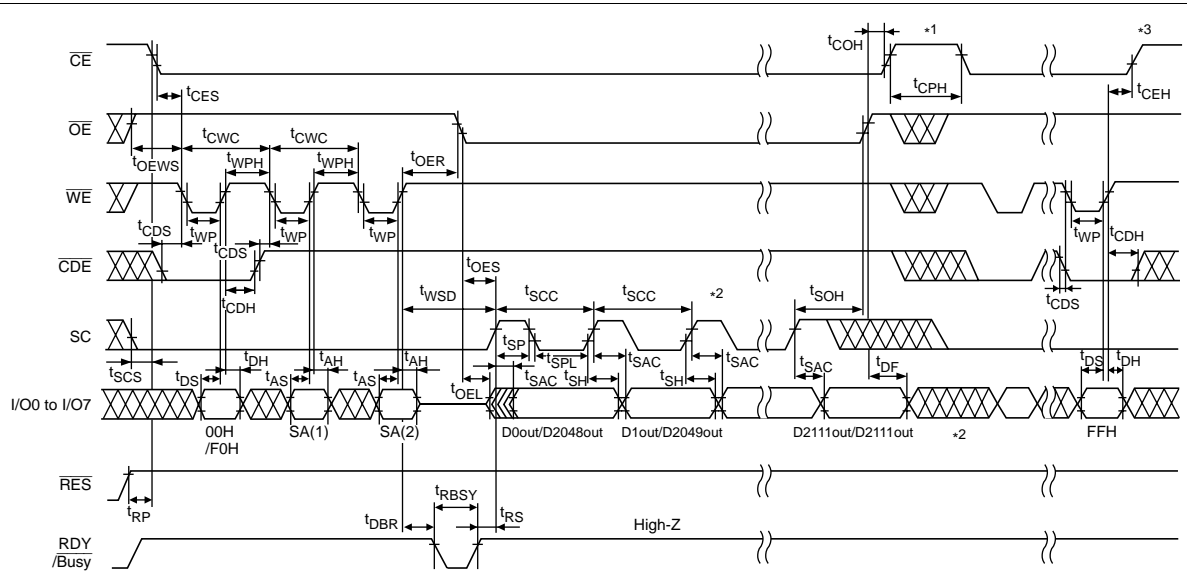 tCOH *1 *3
CE
tCES tCPH tCEH
OE
tCWC tCWC
tOEWS tWPH tWPH tOER
WE
tCDS tWP tCDS tWP tWP tWP tCDH
CDE
tCDH tOES tCDS
tWSD tSCC tSCC *2 tSOH
SC
tSCS tDS tDH tAS tAH tAS tAH tSP tSPL tSAC tSAC tSAC tDF tDS tDH
tOEL tSAC tSH tSH
I/O0 to I/O7
00H SA(1) SA(2) D0out/D2048out D1out/D2049out D2111out/D2111out *2 FFH
/F0H
RES
tRP tRBSY
tDBR tRS
High-Z
RDY
/Busy